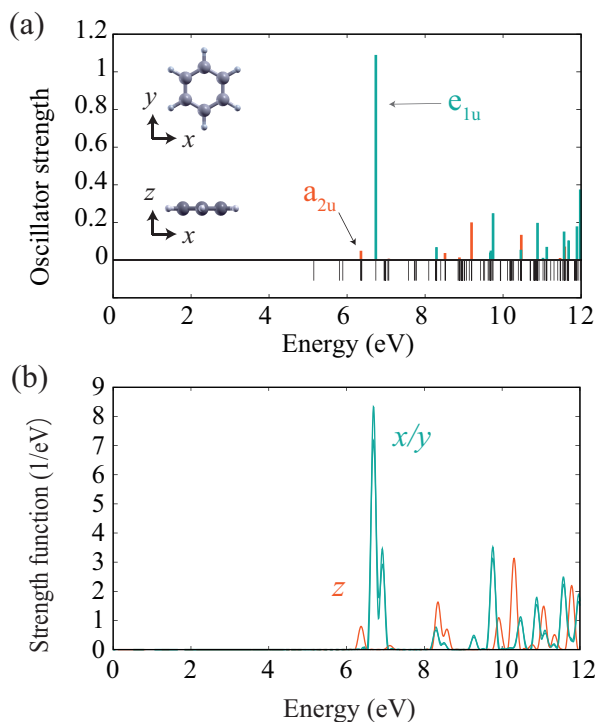 (a)
Oscillator strength
1.2
1
0.8
0.6
0.4
0.2
0
y
x
z
x
e1u
a2u
0 2 4 6 8 10 12
Energy (eV)
(b)
Strength function (1/eV)
9
8
7
6
5
4
3
2
1
0
x/y
z
0 2 4 6 8 10 12
Energy (eV)